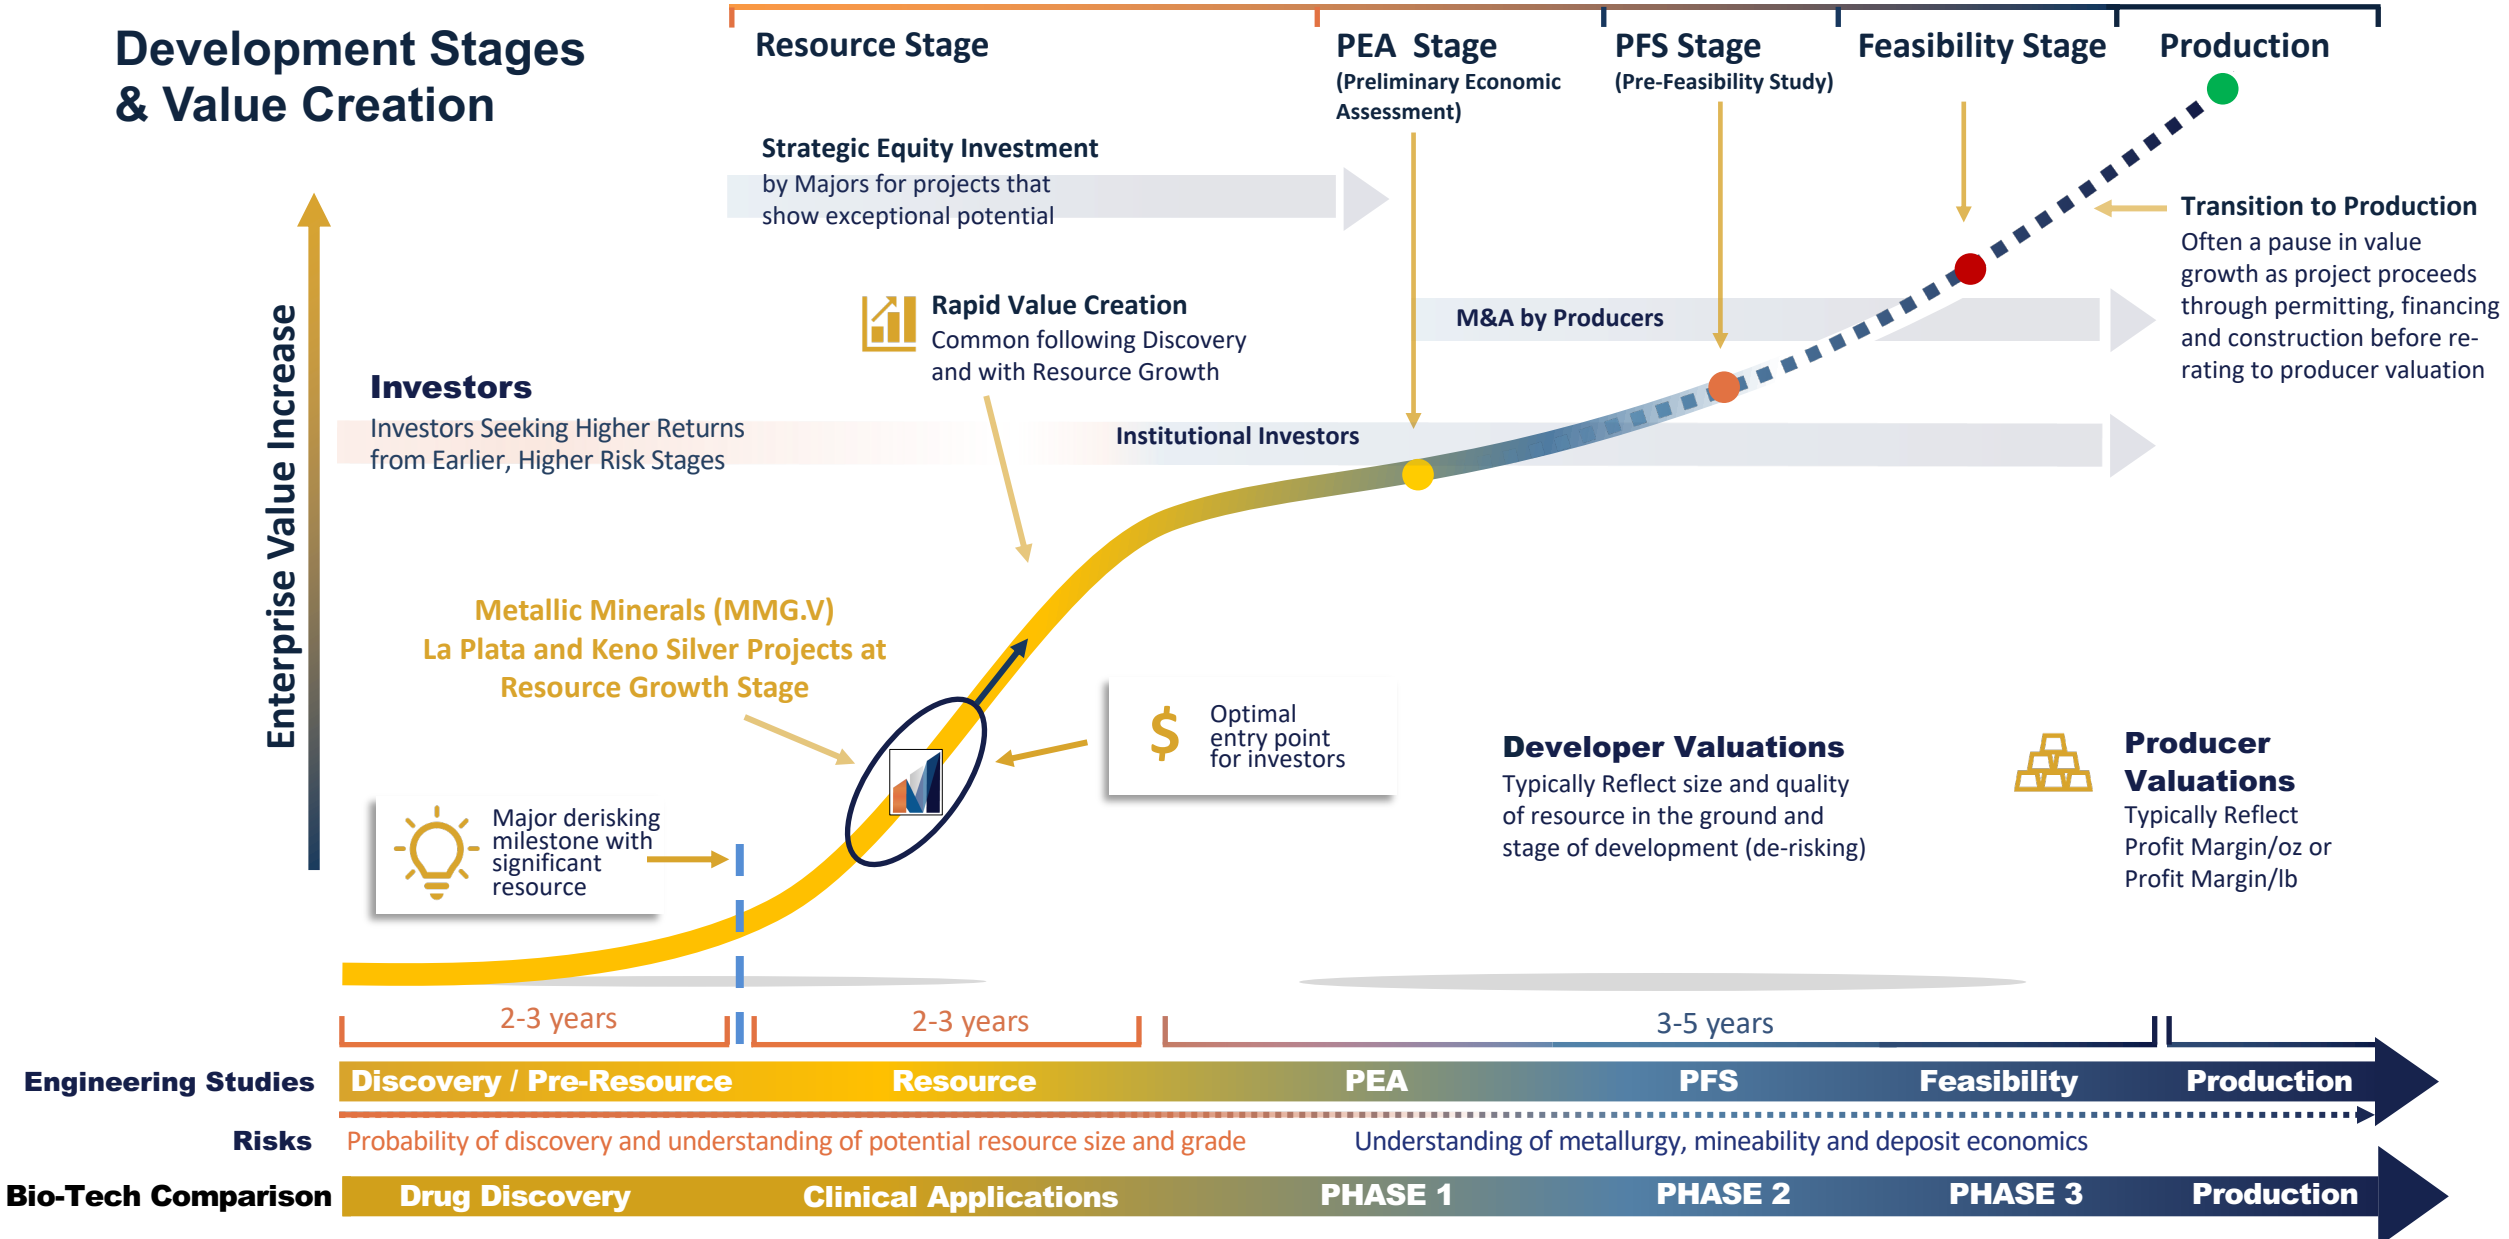 Development Stages
& Value Creation
Resource Stage
PEA Stage
(Preliminary Economic
Assessment)
PFS Stage
(Pre-Feasibility Study)
Feasibility Stage
Production
Strategic Equity Investment
by Majors for projects that
show exceptional potential
Transition to Production
Often a pause in value
growth as project proceeds
through permitting, financing
and construction before re-
rating to producer valuation
Enterprise Value Increase
Rapid Value Creation
Common following Discovery
and with Resource Growth
M&A by Producers
Investors
Investors Seeking Higher Returns
from Earlier, Higher Risk Stages
Institutional Investors
Metallic Minerals (MMG.V)
La Plata and Keno Silver Projects at
Resource Growth Stage
$
Optimal
entry point
for investors
Developer Valuations
Typically Reflect size and quality
of resource in the ground and
stage of development (de-risking)
Producer
Valuations
Typically Reflect
Profit Margin/oz or
Profit Margin/lb
Major derisking
milestone with
significant
resource
2-3 years
2-3 years
3-5 years
Engineering Studies
Discovery / Pre-Resource
Resource
PEA
PFS
Feasibility
Production
Risks
Probability of discovery and understanding of potential resource size and grade
Understanding of metallurgy, mineability and deposit economics
Bio-Tech Comparison
Drug Discovery
Clinical Applications
PHASE 1
PHASE 2
PHASE 3
Production